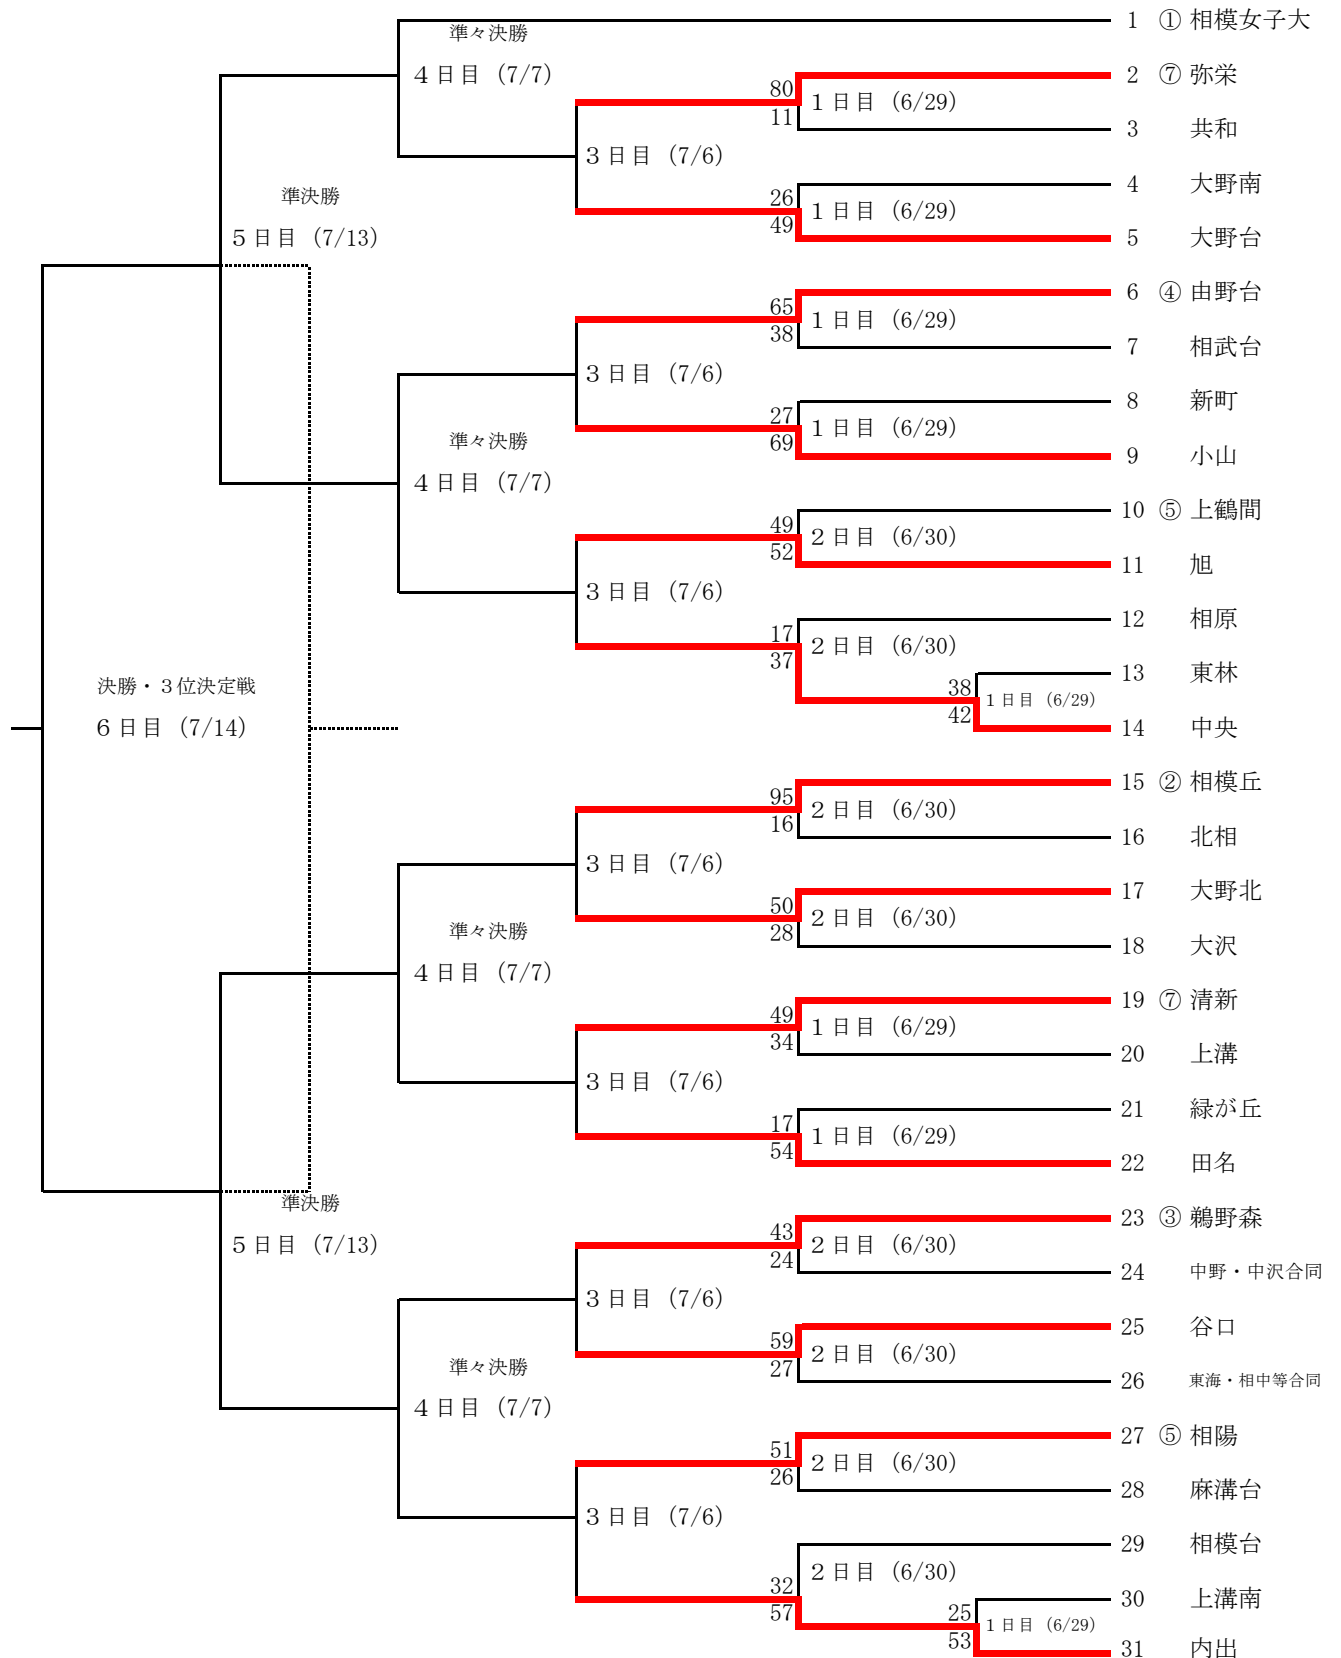 1 ① 相模女子大
準々決勝
4日目 (7/7)
2 ⑦ 弥栄
80
1日目 (6/29)
11
3 共和
3日目 (7/6)
4 大野南
準決勝
26
1日目 (6/29)
49
5日目 (7/13)
5 大野台
6 ④ 由野台
65
1日目 (6/29)
38
7 相武台
3日目 (7/6)
8 新町
27
1日目 (6/29)
69
準々決勝
9 小山
4日目 (7/7)
10 ⑤ 上鶴間
49
2日目 (6/30)
52
11 旭
3日目 (7/6)
12 相原
17
2日目 (6/30)
37
13 東林
38
1日目 (6/29)
42
決勝・3位決定戦
6日目 (7/14)
14 中央
15 ② 相模丘
95
2日目 (6/30)
16
16 北相
3日目 (7/6)
17 大野北
50
2日目 (6/30)
28
準々決勝
18 大沢
4日目 (7/7)
19 ⑦ 清新
49
1日目 (6/29)
34
20 上溝
3日目 (7/6)
21 緑が丘
17
1日目 (6/29)
54
22 田名
準決勝
5日目 (7/13)
23 ③ 鵜野森
43
2日目 (6/30)
24
24 中野・中沢合同
3日目 (7/6)
25 谷口
59
2日目 (6/30)
27
準々決勝
26 東海・相中等合同
4日目 (7/7)
27 ⑤ 相陽
51
2日目 (6/30)
26
28 麻溝台
3日目 (7/6)
29 相模台
2日目 (6/30)
32
57
30 上溝南
25
1日目 (6/29)
53
31 内出